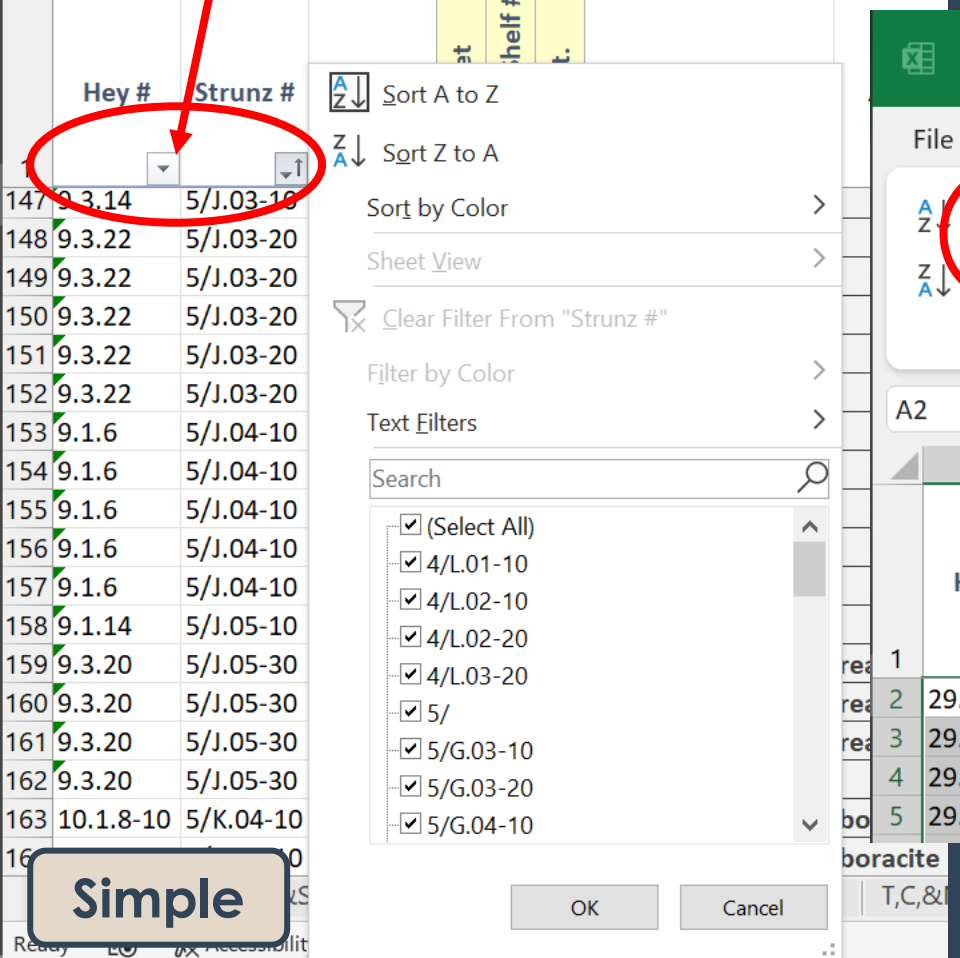 Hey # Strunz #
1
147 9.3.14 5/J.03-10
148 9.3.22 5/J.03-20
149 9.3.22 5/J.03-20
150 9.3.22 5/J.03-20
151 9.3.22 5/J.03-20
152 9.3.22 5/J.03-20
153 9.1.6 5/J.04-10
154 9.1.6 5/J.04-10
155 9.1.6 5/J.04-10
156 9.1.6 5/J.04-10
157 9.1.6 5/J.04-10
158 9.1.14 5/J.05-10
159 9.3.20 5/J.05-30
160 9.3.20 5/J.05-30
161 9.3.20 5/J.05-30
162 9.3.20 5/J.05-30
163 10.1.8-10 5/K.04-10
Simple
Sort A to Z
Sort Z to A
Sort by Color
Sheet View
Clear Filter From "Strunz #"
Filter by Color
Text Filters
Search
(Select All)
4/L.01-10
4/L.02-10
4/L.02-20
4/L.03-20
5/
5/G.03-10
5/G.03-20
5/G.04-10
OK Cancel
boracite
File
A2
1
2 29.
3 29.
4 29.
5 29.